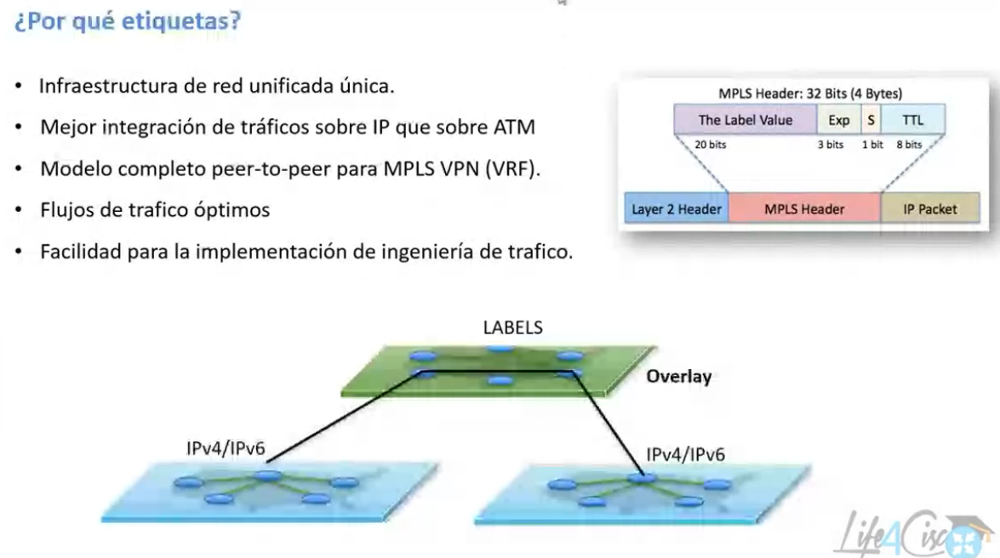 ¿Por qué etiquetas?
• Infraestructura de red unificada única.
• Mejor integración de tráficos sobre IP que sobre ATM
• Modelo completo peer-to-peer para MPLS VPN (VRF).
• Flujos de trafico óptimos
• Facilidad para la implementación de ingeniería de trafico.
MPLS Header: 32 Bits (4 Bytes)
The Label Value Exp S TTL
20 bits 3 bits 1 bit 8 bits
Layer 2 Header MPLS Header IP Packet
LABELS
Overlay
IPv4/IPv6
IPv4/IPv6
Life4Cisco